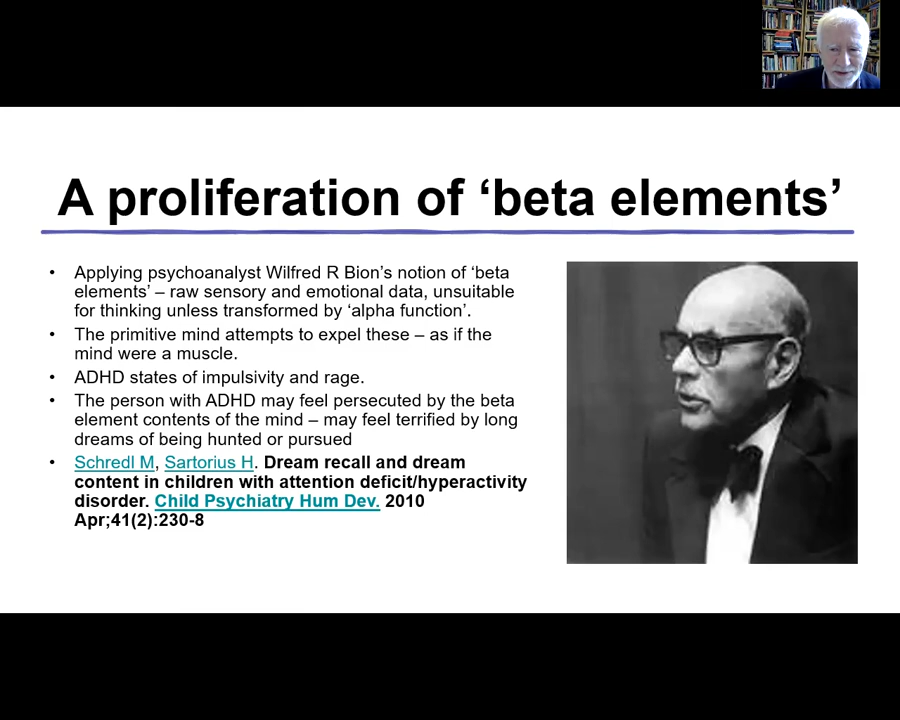 A proliferation of ‘beta elements’
• Applying psychoanalyst Wilfred R Bion’s notion of ‘beta
elements’ – raw sensory and emotional data, unsuitable
for thinking unless transformed by ‘alpha function’.
• The primitive mind attempts to expel these – as if the
mind were a muscle.
• ADHD states of impulsivity and rage.
• The person with ADHD may feel persecuted by the beta
element contents of the mind – may feel terrified by long
dreams of being hunted or pursued
• Schredl M, Sartorius H. Dream recall and dream
content in children with attention deficit/hyperactivity
disorder. Child Psychiatry Hum Dev. 2010
Apr;41(2):230-8